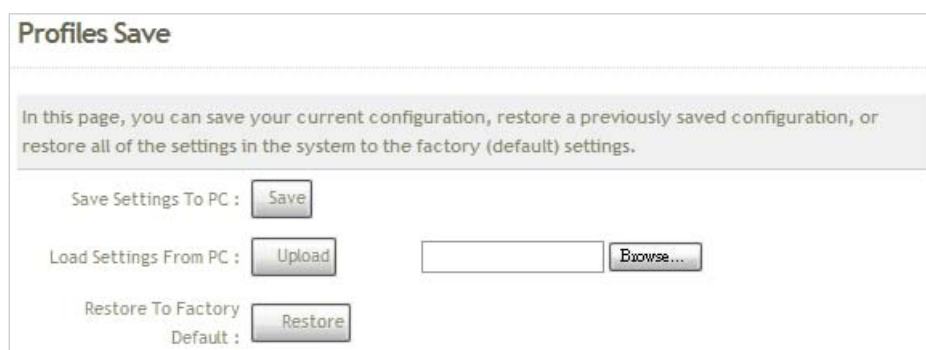 Profiles Save
In this page, you can save your current configuration, restore a previously saved configuration, or
restore all of the settings in the system to the factory (default) settings.
Save Settings To PC : Save
Load Settings From PC : Upload Browse...
Restore To Factory
Default : Restore